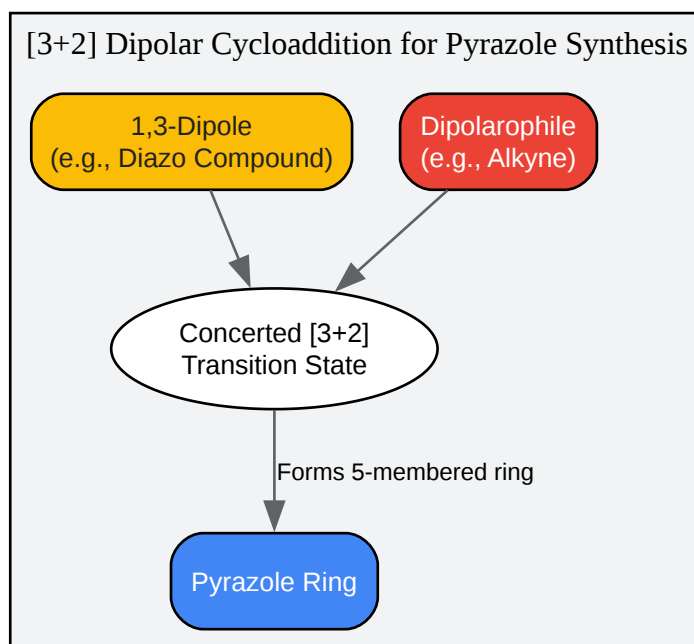 [3+2] Dipolar Cycloaddition for Pyrazole Synthesis
1,3-Dipole
(e.g., Diazo Compound)
Dipolarophile
(e.g., Alkyne)
Concerted [3+2]
Transition State
Forms 5-membered ring
Pyrazole Ring